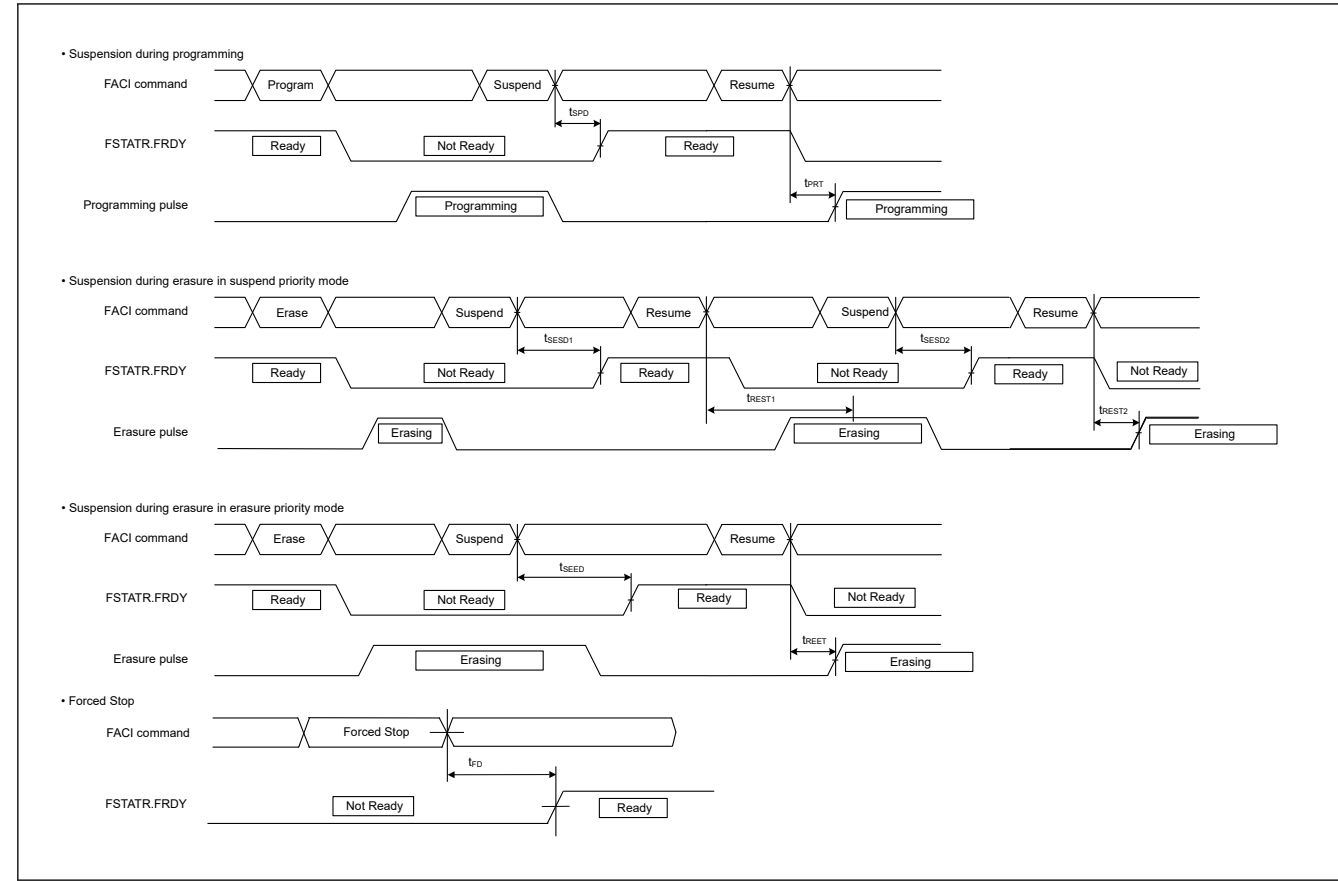 • Suspension during programming
FACI command Program Suspend Resume
tSPD
FSTATR.FRDY Ready Not Ready Ready
tPRT
Programming pulse Programming Programming
• Suspension during erasure in suspend priority mode
FACI command Erase Suspend Resume Suspend Resume
tSESD1 tSESD2
FSTATR.FRDY Ready Not Ready Ready Not Ready Ready Not Ready
tREST1 tREST2
Erasure pulse Erasing Erasing Erasing
• Suspension during erasure in erasure priority mode
FACI command Erase Suspend Resume
tSEED
FSTATR.FRDY Ready Not Ready Ready Not Ready
tREET
Erasure pulse Erasing Erasing
• Forced Stop
FACI command Forced Stop
tFD
FSTATR.FRDY Not Ready Ready